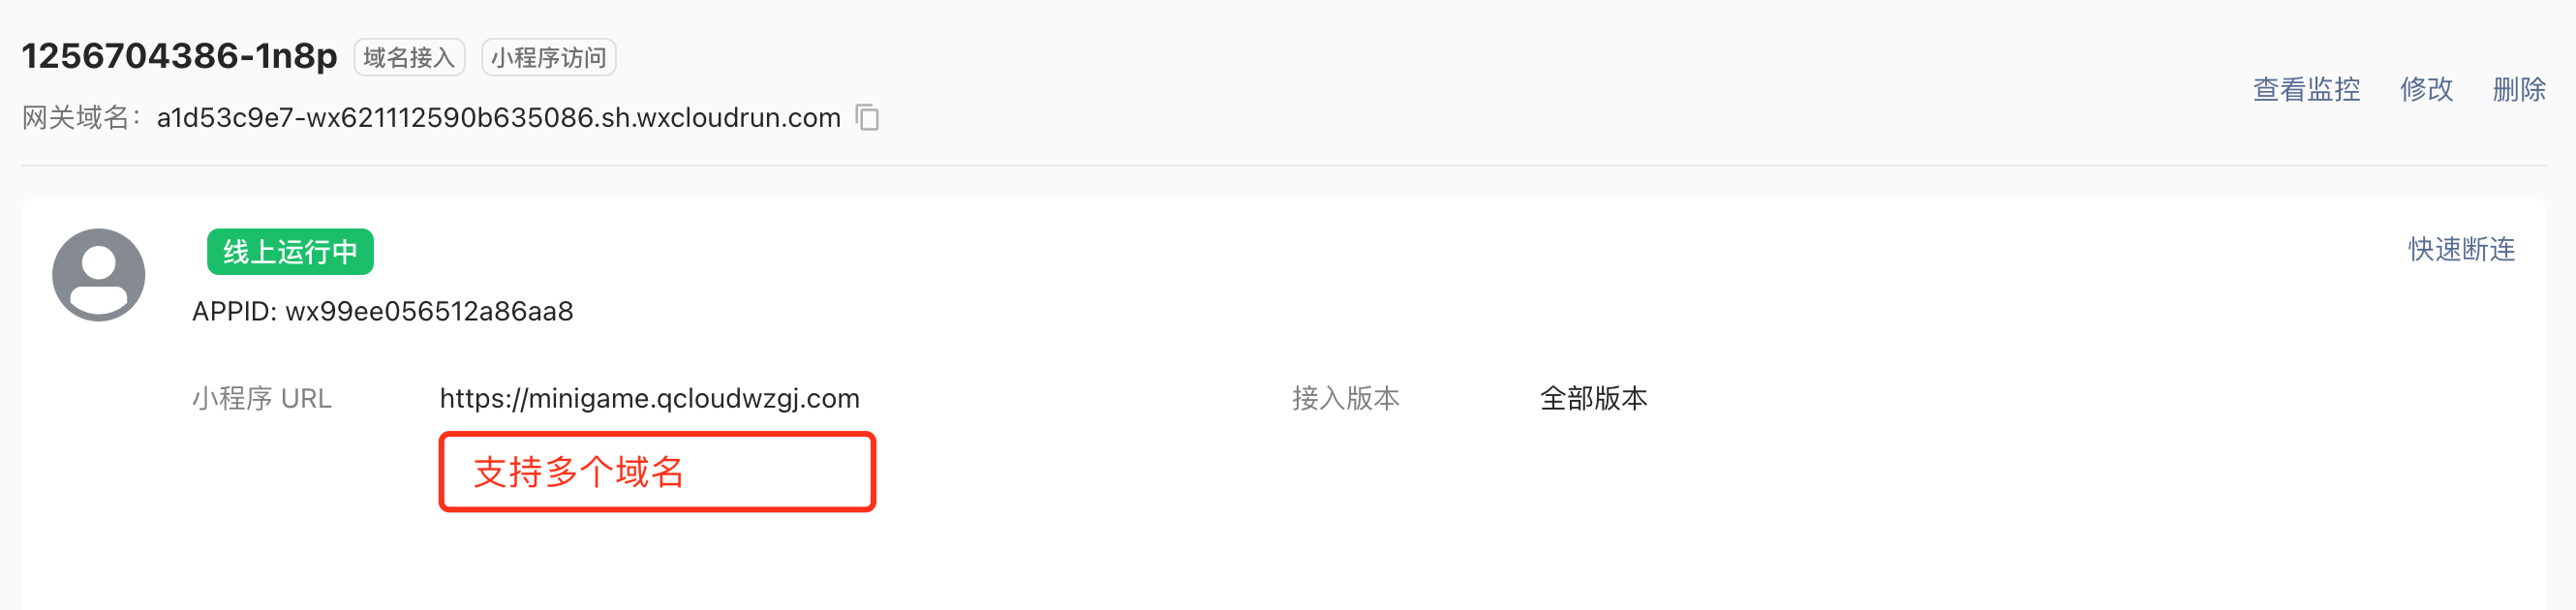 1256704386-1n8p 域名接入 小程序访问
网关域名：a1d53c9e7-wx621112590b635086.sh.wxcloudrun.com
查看监控 修改 删除
线上运行中
快速断连
APPID: wx99ee056512a86aa8
小程序 URL https://minigame.qcloudwzgj.com 接入版本 全部版本
支持多个域名